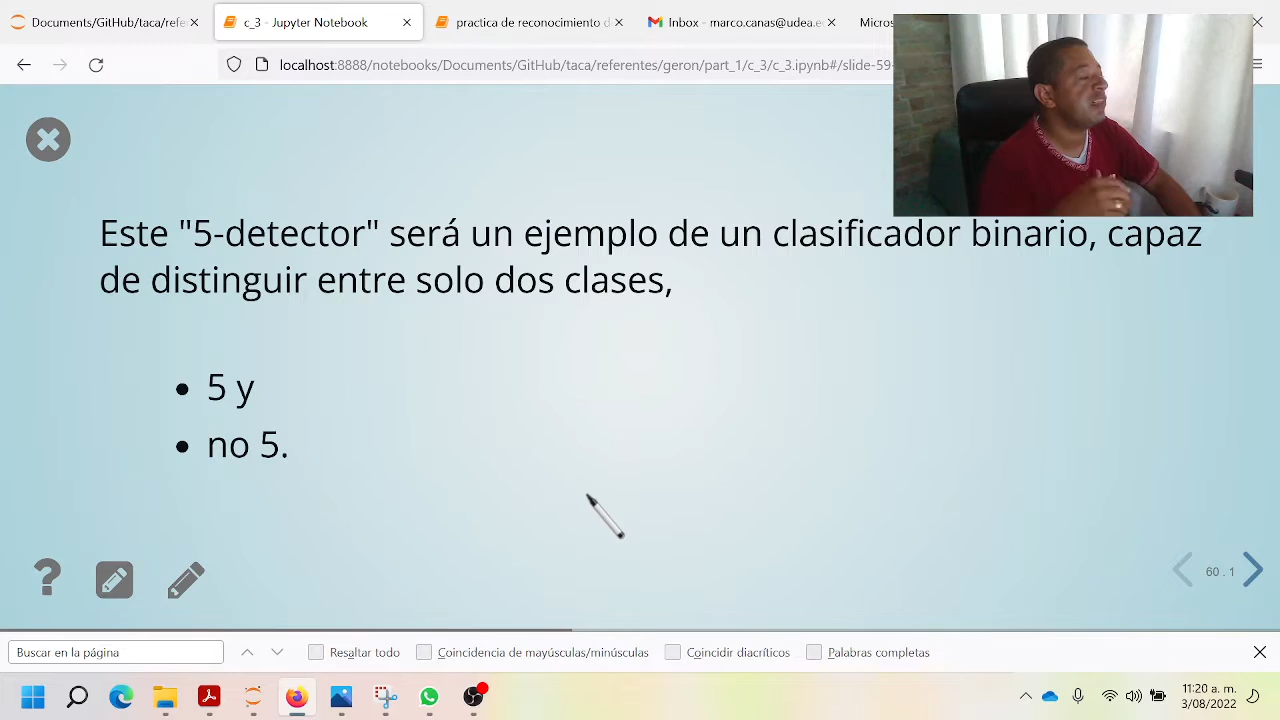 Documents/GitHub/taca/refe
c_3 - Jupyter Notebook
practica de reconocimiento d
Inbox - marco.canas@udea.ec
Micros
localhost:8888/notebooks/Documents/GitHub/taca/referentes/geron/part_1/c_3/c_3.ipynb#/slide-59-
Este "5-detector" será un ejemplo de un clasificador binario, capaz
de distinguir entre solo dos clases,
• 5 y
• no 5.
60 . 1
Buscar en la página
Resaltar todo
Coincidencia de mayúsculas/minúsculas
Coincidir diacríticos
Palabras completas
11:20 a. m.
3/08/2022